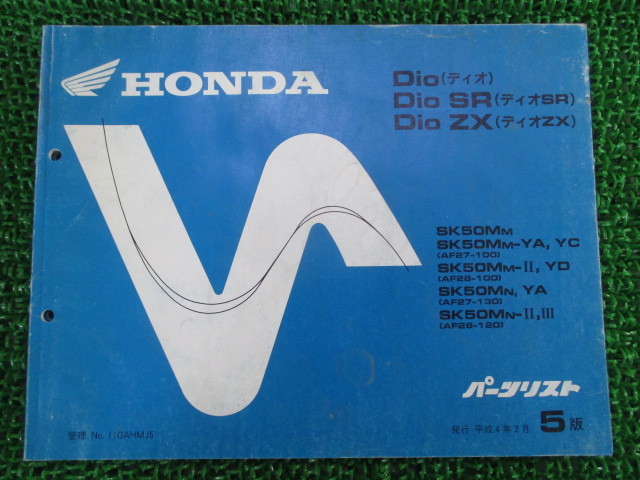 HONDA
Dio(ディオ)
Dio SR(ディオSR)
Dio ZX(ディオZX)
SK50MM
SK50MM-YA, YC
(AF27-100)
SK50MM-II, YD
(AF28-100)
SK50MN, YA
(AF27-130)
SK50MN-II,III
(AF28-120)
パーツリスト
管理. No. 11GAHMJ5
発行 平成4年2月 5版